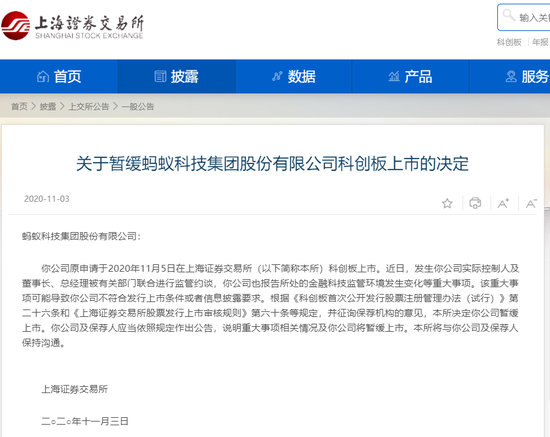 上海證券交易所
SHANGHAI STOCK EXCHANGE
输入关
科创板 年报
首页 披露 数据 产品 服务
首页 > 披露 > 上交所公告 > 一般公告
关于暂缓蚂蚁科技集团股份有限公司科创板上市的决定
2020-11-03
A+ A-
蚂蚁科技集团股份有限公司：
你公司原申请于2020年11月5日在上海证券交易所（以下简称本所）科创板上市。近日，发生你公司实际控制人及
董事长、总经理被有关部门联合进行监管约谈，你公司也报告所处的金融科技监管环境发生变化等重大事项。该重大事
项可能导致你公司不符合发行上市条件或者信息披露要求。根据《科创板首次公开发行股票注册管理办法（试行）》第
二十六条和《上海证券交易所股票发行上市审核规则》第六十条等规定，并征询保荐机构的意见，本所决定你公司暂缓
上市。你公司及保荐人应当依照规定作出公告，说明重大事项相关情况及你公司将暂缓上市。本所将与你公司及保荐人
保持沟通。
上海证券交易所
二○二○年十一月三日